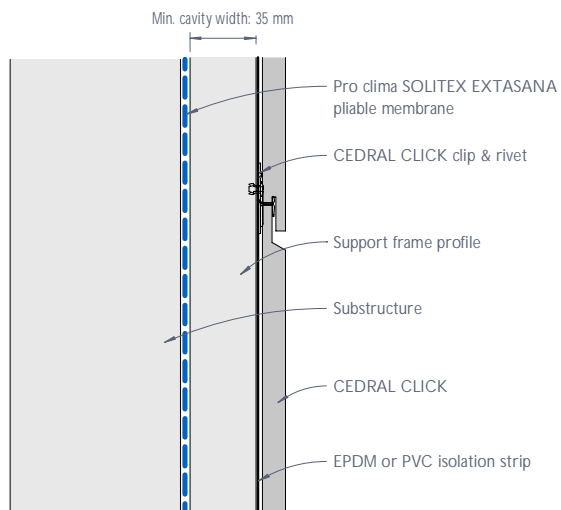 Min. cavity width: 35 mm
Pro clima SOLITEX EXTASANA
pliable membrane
CEDRAL CLICK clip & rivet
Support frame profile
Substructure
CEDRAL CLICK
EPDM or PVC isolation strip